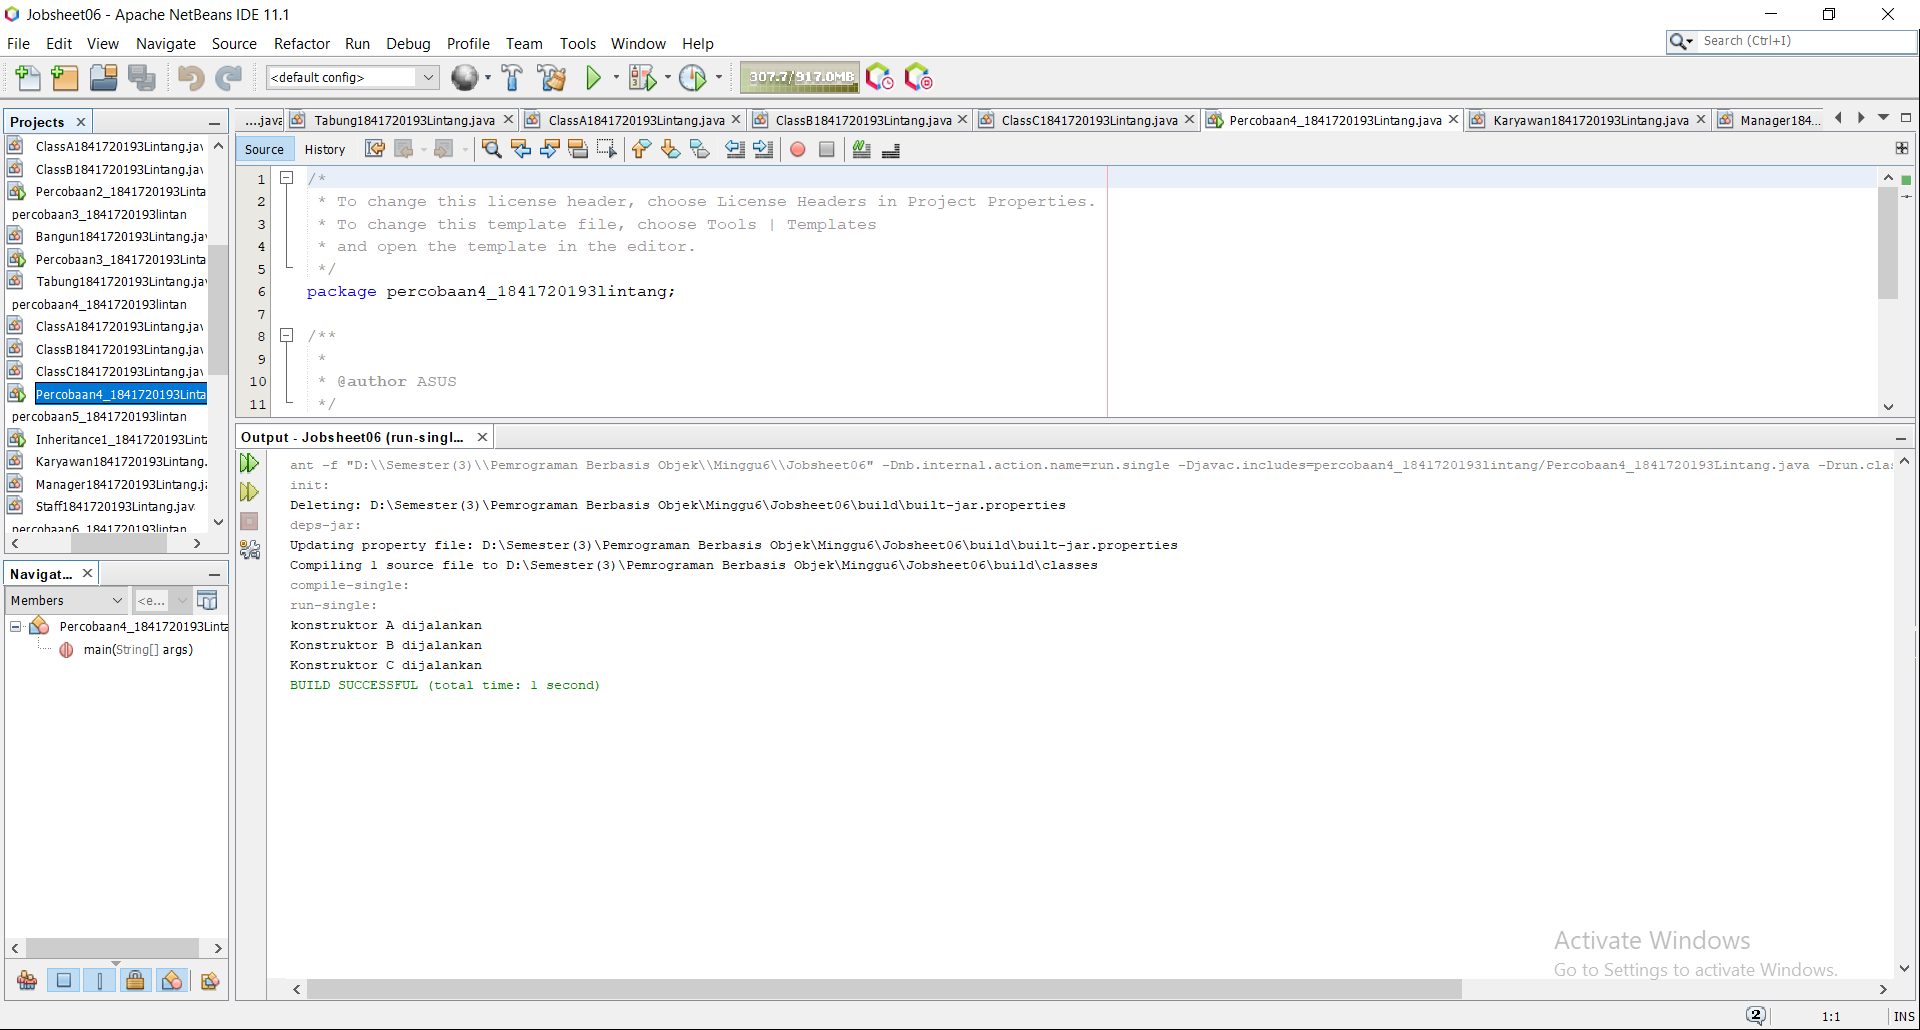 Jobsheet06 - Apache NetBeans IDE 11.1
File Edit View Navigate Source Refactor Run Debug Profile Team Tools Window Help
Search (Ctrl+I)
<default config>
307.7/917.0MB
Projects
ClassA1841720193Lintang.jav
ClassB1841720193Lintang.jav
Percobaan2_1841720193Linta
percobaan3_1841720193lintan
Bangun1841720193Lintang.jav
Percobaan3_1841720193Linta
Tabung1841720193Lintang.jav
percobaan4_1841720193lintan
ClassA1841720193Lintang.jav
ClassB1841720193Lintang.jav
ClassC1841720193Lintang.jav
Percobaan4_1841720193Linta
percobaan5_1841720193lintan
Inheritance1_1841720193Lint
Karyawan1841720193Lintang.
Manager1841720193Lintang.ja
Staff1841720193Lintang.jav
percobaan6_1841720193lintan
Navigat...
Members
<e...
Percobaan4_1841720193Linta
main(String[] args)
....java
Tabung1841720193Lintang.java
ClassA1841720193Lintang.java
ClassB1841720193Lintang.java
ClassC1841720193Lintang.java
Percobaan4_1841720193Lintang.java
Karyawan1841720193Lintang.java
Manager184...
Source History
1 /*
2 * To change this license header, choose License Headers in Project Properties.
3 * To change this template file, choose Tools | Templates
4 * and open the template in the editor.
5 */
6 package percobaan4_1841720193lintang;
7
8 /**
9 *
10 * @author ASUS
11 */
Output - Jobsheet06 (run-singl...
ant -f "D:\\Semester(3)\\Pemrograman Berbasis Objek\\Minggu6\\Jobsheet06" -Dnb.internal.action.name=run.single -Djavac.includes=percobaan4_1841720193lintang/Percobaan4_1841720193Lintang.java -Drun.clas
init:
Deleting: D:\Semester(3)\Pemrograman Berbasis Objek\Minggu6\Jobsheet06\build\built-jar.properties
deps-jar:
Updating property file: D:\Semester(3)\Pemrograman Berbasis Objek\Minggu6\Jobsheet06\build\built-jar.properties
Compiling 1 source file to D:\Semester(3)\Pemrograman Berbasis Objek\Minggu6\Jobsheet06\build\classes
compile-single:
run-single:
konstruktor A dijalankan
Konstruktor B dijalankan
Konstruktor C dijalankan
BUILD SUCCESSFUL (total time: 1 second)
Activate Windows
Go to Settings to activate Windows.
2
1:1
INS